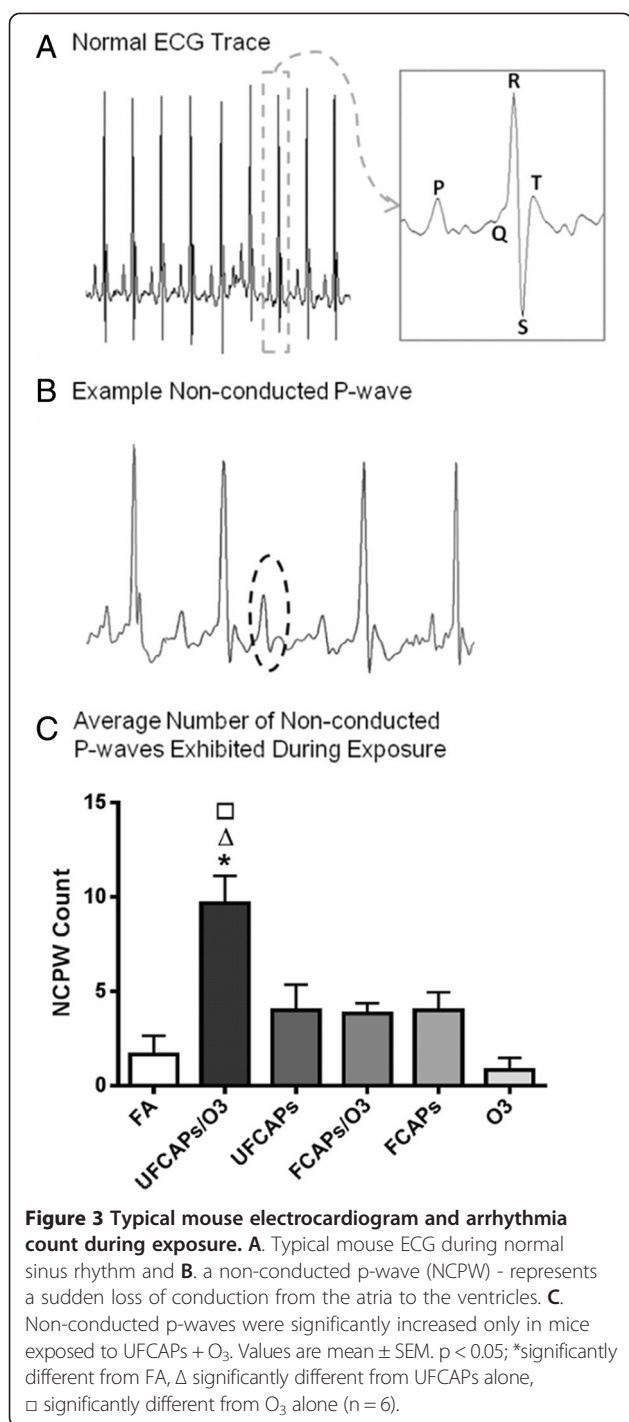 A Normal ECG Trace
R
P
T
Q
S
B Example Non-conducted P-wave
C Average Number of Non-conducted
P-waves Exhibited During Exposure
15
□
Δ
*
10
NCPW Count
5
0
FA
UFCAPs/O3
UFCAPs
FCAPs/O3
FCAPs
O3
Figure 3 Typical mouse electrocardiogram and arrhythmia
count during exposure. A. Typical mouse ECG during normal
sinus rhythm and B. a non-conducted p-wave (NCPW) - represents
a sudden loss of conduction from the atria to the ventricles. C.
Non-conducted p-waves were significantly increased only in mice
exposed to UFCAPs + O₃. Values are mean ± SEM. p < 0.05; *significantly
different from FA, Δ significantly different from UFCAPs alone,
□ significantly different from O₃ alone (n = 6).